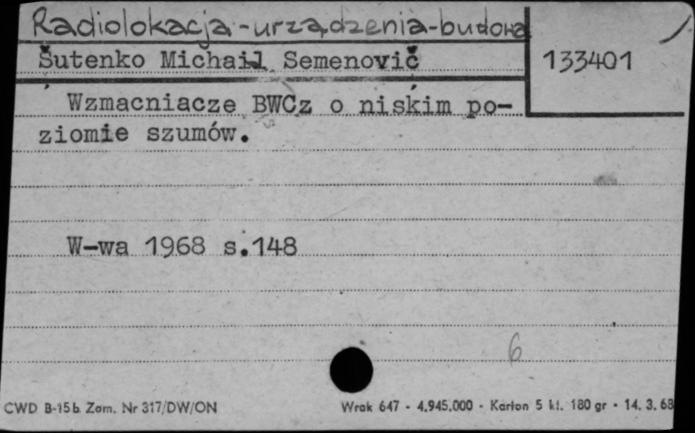 Radiolokacja-urządzenia-budowa
Šutenko Michaił Semenovič
133401
Wzmacniacze BWCz o niskim po-
ziomie szumów.
W-wa 1968 s.148
6
CWD B-15b Zam. Nr 317/DW/ON
Wrak 647 - 4.945.000 - Karton 5 kl. 180 gr - 14. 3. 68